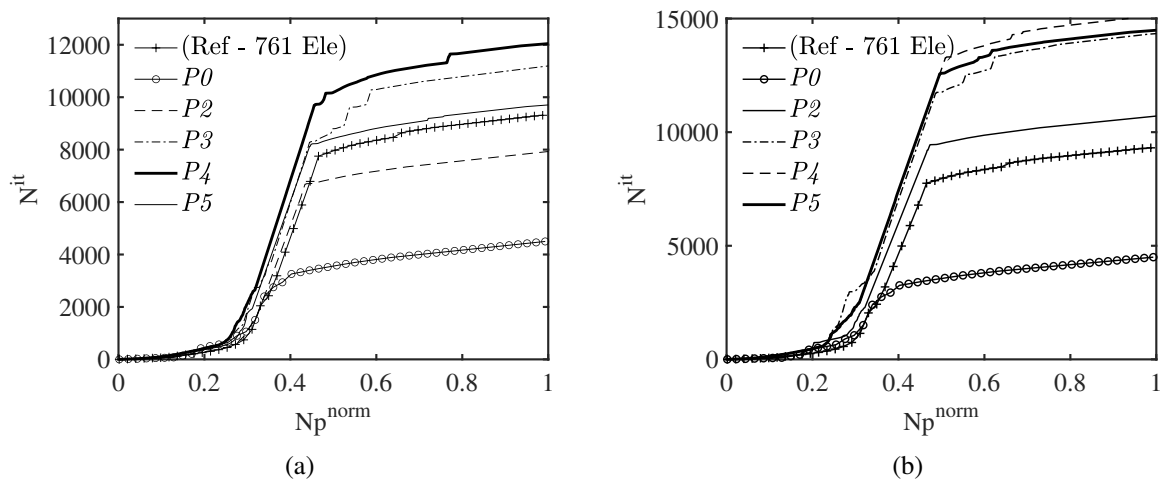 12000
10000
8000
6000
4000
2000
0
N^it
(Ref - 761 Ele)
P0
P2
P3
P4
P5
0 0.2 0.4 0.6 0.8 1
Np^norm
(a)
15000
10000
5000
0
N^it
(Ref - 761 Ele)
P0
P2
P3
P4
P5
0 0.2 0.4 0.6 0.8 1
Np^norm
(b)